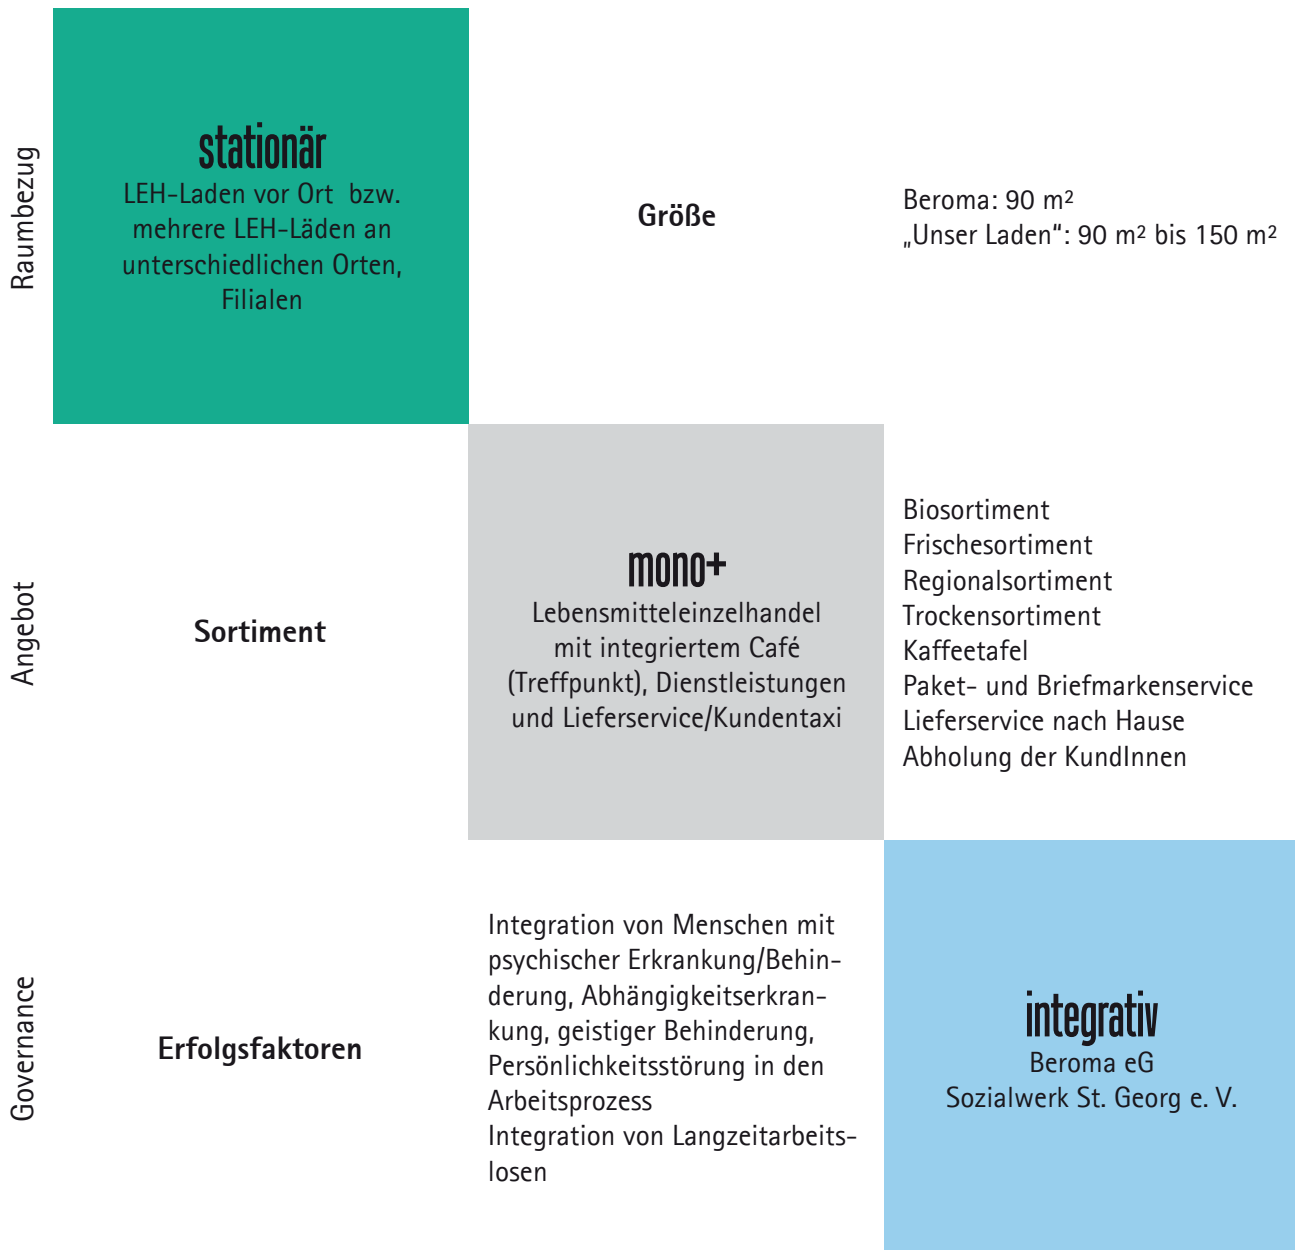 Raumbezug
stationär
LEH-Laden vor Ort bzw.
mehrere LEH-Läden an
unterschiedlichen Orten,
Filialen
Größe
Beroma: 90 m²
„Unser Laden“: 90 m² bis 150 m²
Angebot
Sortiment
mono+
Lebensmitteleinzelhandel
mit integriertem Café
(Treffpunkt), Dienstleistungen
und Lieferservice/Kundentaxi
Biosortiment
Frischesortiment
Regionalsortiment
Trockensortiment
Kaffeetafel
Paket- und Briefmarkenservice
Lieferservice nach Hause
Abholung der KundInnen
Governance
Erfolgsfaktoren
Integration von Menschen mit
psychischer Erkrankung/Behin-
derung, Abhängigkeitserkran-
kung, geistiger Behinderung,
Persönlichkeitsstörung in den
Arbeitsprozess
Integration von Langzeitarbeits-
losen
integrativ
Beroma eG
Sozialwerk St. Georg e. V.